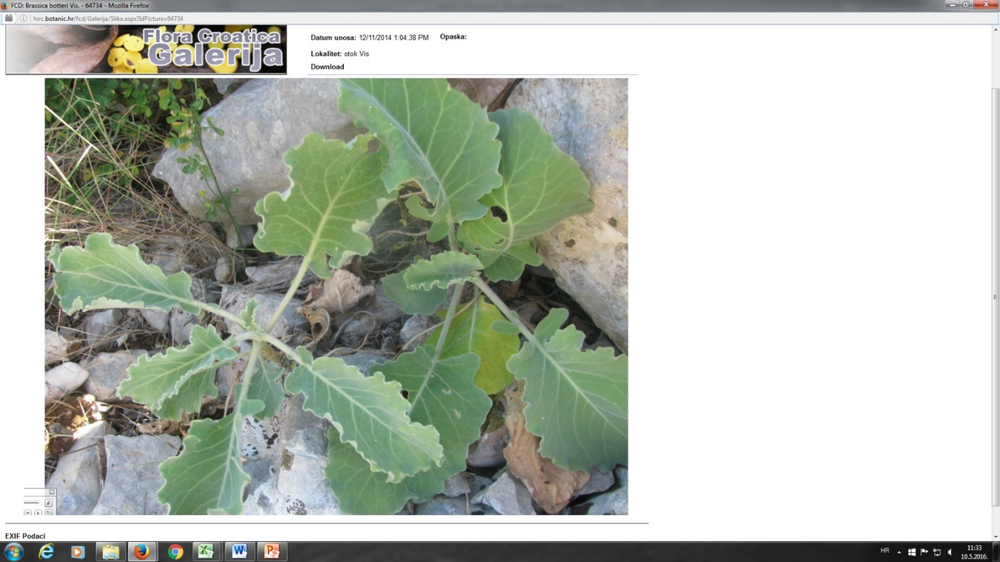 FCD: Brassica botteri Vis. - 64734 - Mozilla Firefox
hirc.botanic.hr/fcd/Galerija/Slika.aspx?IdPicture=64734
Flora Croatica
Galerija
Datum unosa: 12/11/2014 1:04:38 PM Opaska:
Lokalitet: otok Vis
Download
EXIF Podaci
HR
11:33
10.5.2016.